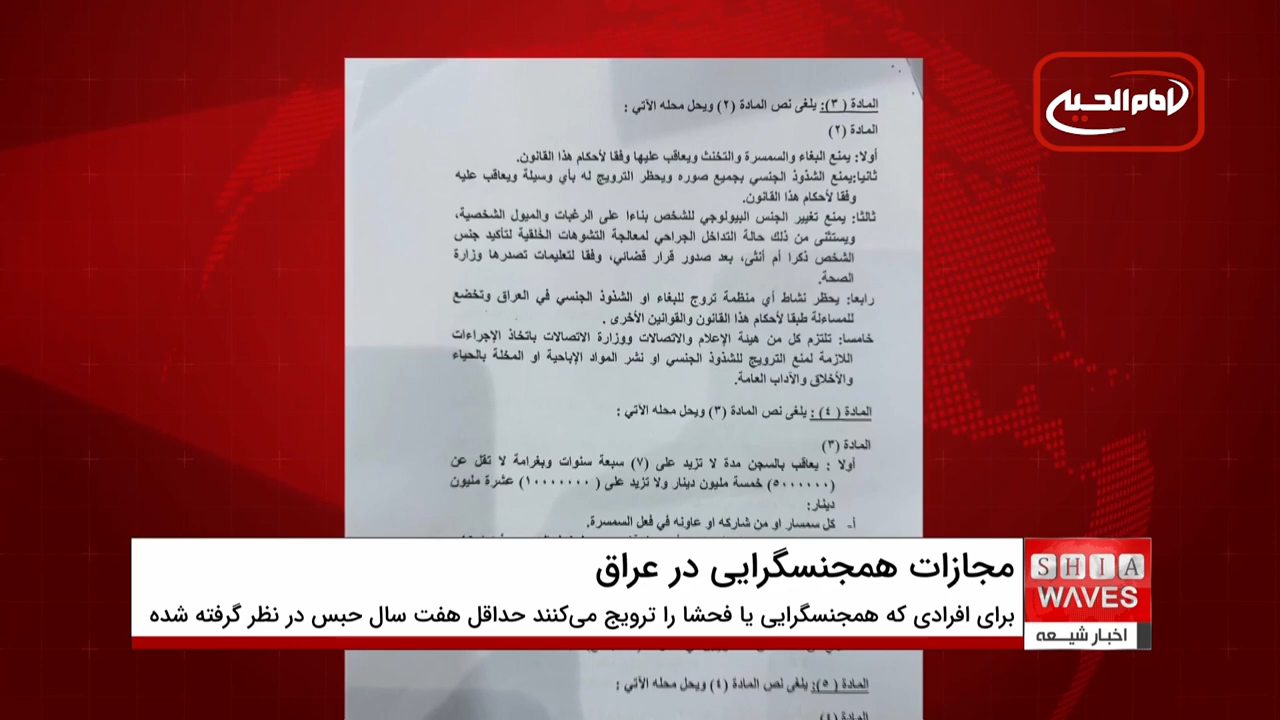 امام الحسین
المادة (٣): يلغى نص المادة (٢) ويحل محله الآتي :
المادة (٢)
أولا: يمنع البغاء والسمسرة والتخنث ويعاقب عليها وفقا لأحكام هذا القانون.
ثانيا:يمنع الشذوذ الجنسي بجميع صوره ويحظر الترويج له بأي وسيلة ويعاقب عليه
وفقا لأحكام هذا القانون.
ثالثا: يمنع تغيير الجنس البيولوجي للشخص بناءا على الرغبات والميول الشخصية،
ويستثنى من ذلك حالة التداخل الجراحي لمعالجة التشوهات الخلقية لتأكيد جنس
الشخص ذكرا أم أنثى، بعد صدور قرار قضائي، وفقا لتعليمات تصدرها وزارة
الصحة.
رابعا: يحظر نشاط أي منظمة تروج للبغاء او الشذوذ الجنسي في العراق وتخضع
للمساءلة طبقا لأحكام هذا القانون والقوانين الأخرى .
خامسا: تلتزم كل من هيئة الإعلام والاتصالات ووزارة الاتصالات باتخاذ الإجراءات
اللازمة لمنع الترويج للشذوذ الجنسي او نشر المواد الإباحية او المخلة بالحياء
والأخلاق والآداب العامة.
المادة (٤) : يلغى نص المادة (٣) ويحل محله الآتي :
المادة (٣)
أولا : يعاقب بالسجن مدة لا تزيد على (٧) سبعة سنوات وبغرامة لا تقل عن
(٥٠٠٠٠٠٠) خمسة مليون دينار ولا تزيد على ( ١٠٠٠٠٠٠٠) عشرة مليون
دينار:
أ- كل سمسار او من شاركه او عاونه في فعل السمسرة.
مجازات همجنسگرایی در عراق
برای افرادی که همجنسگرایی یا فحشا را ترویج می‌کنند حداقل هفت سال حبس در نظر گرفته شده
SHIA
WAVES
اخبار شیـعه
المادة (٥): يلغى نص المادة (٤) ويحل محله الآتي :